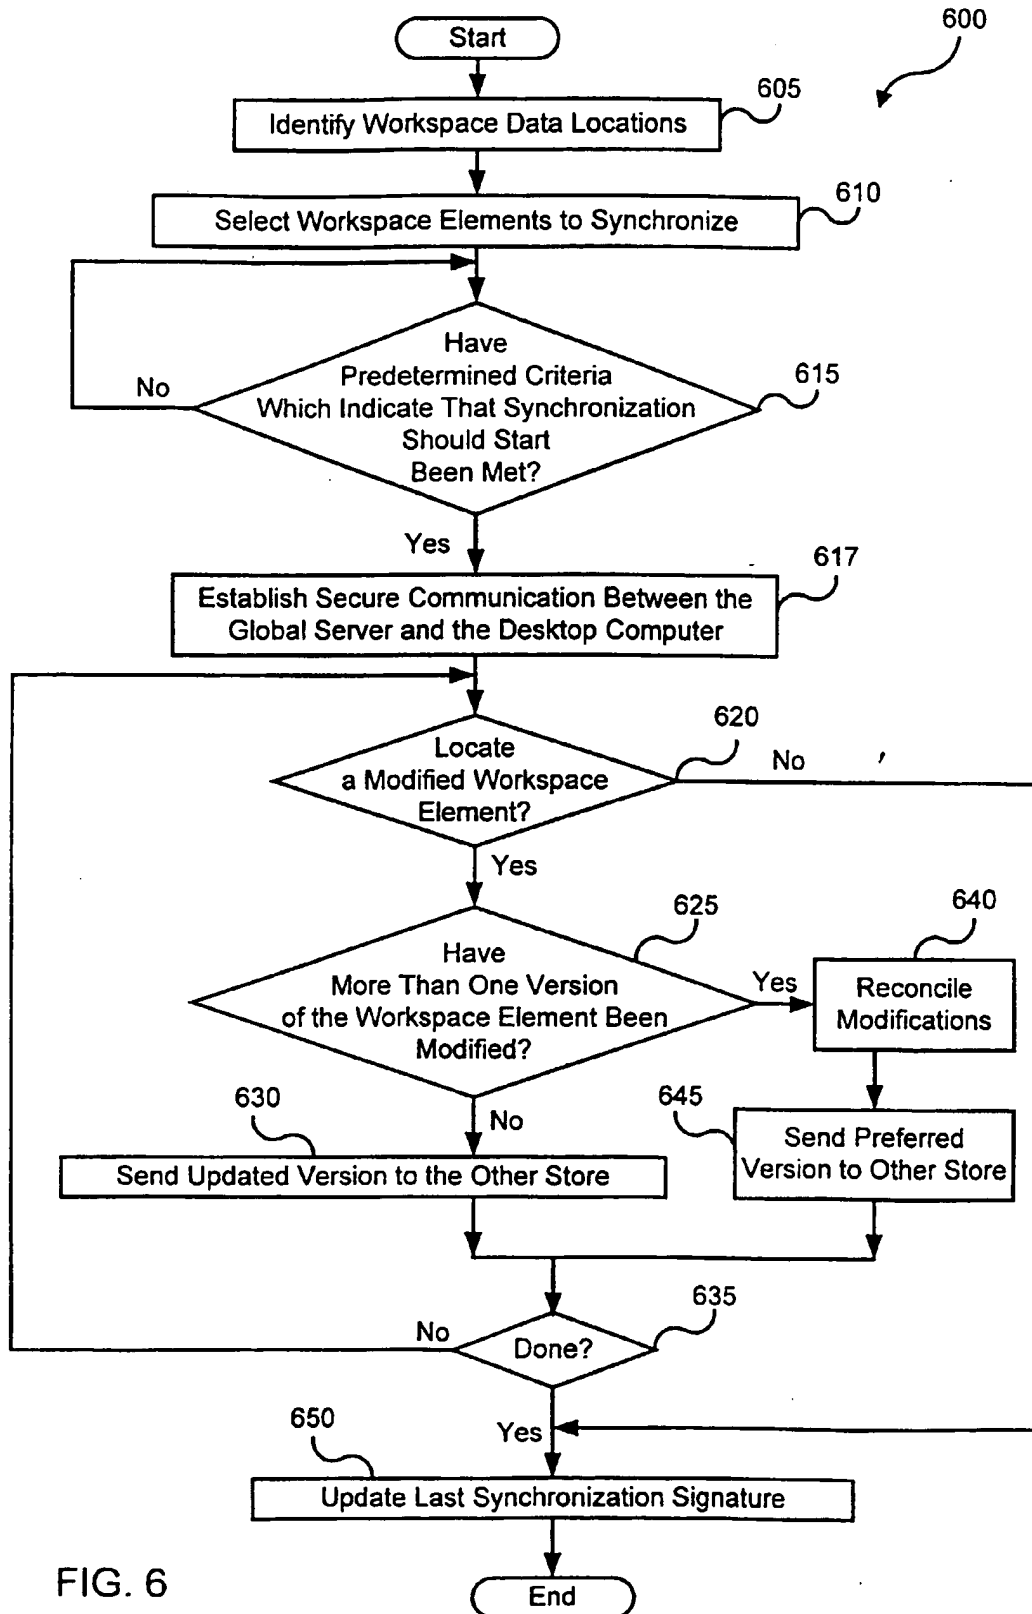 Start
600
605
Identify Workspace Data Locations
610
Select Workspace Elements to Synchronize
Have
Predetermined Criteria
Which Indicate That Synchronization
Should Start
Been Met?
615
No
Yes
617
Establish Secure Communication Between the
Global Server and the Desktop Computer
620
Locate
a Modified Workspace
Element?
No
Yes
625
Have
More Than One Version
of the Workspace Element Been
Modified?
Yes
640
Reconcile
Modifications
No
630
Send Updated Version to the Other Store
645
Send Preferred
Version to Other Store
635
Done?
No
Yes
650
Update Last Synchronization Signature
End
FIG. 6